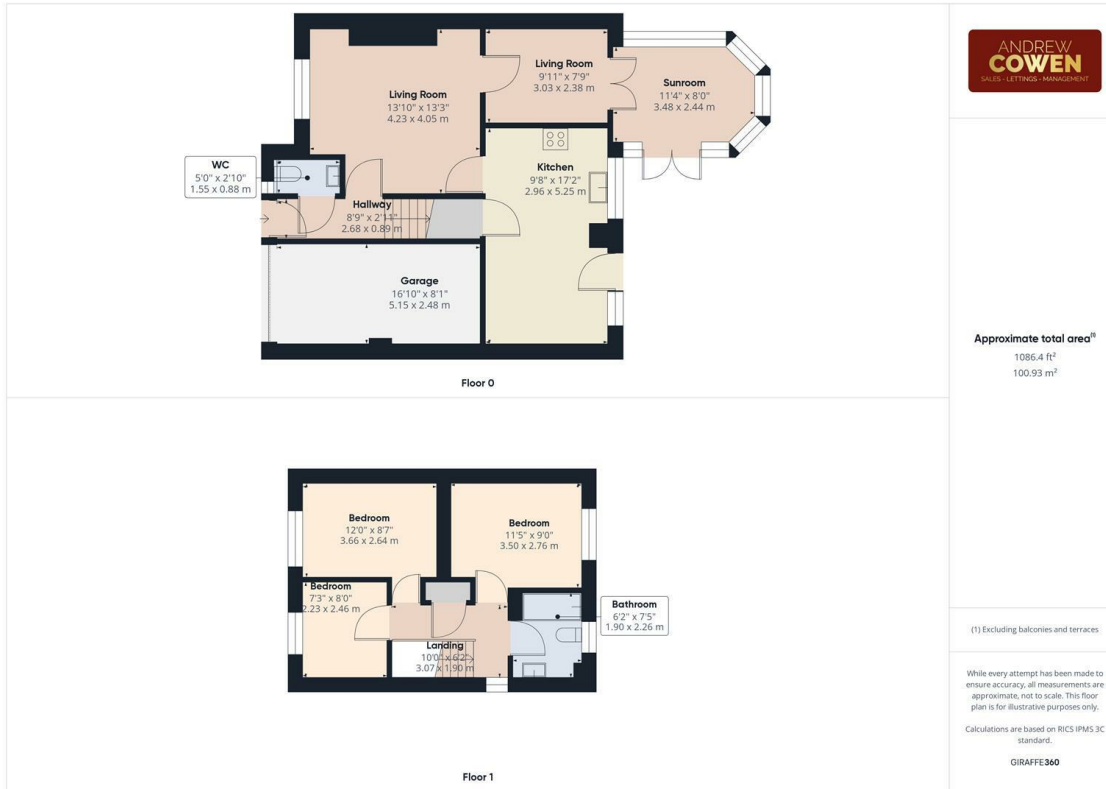 Living Room
13'10" x 13'3"
4.23 x 4.05 m
Living Room
9'11" x 7'9"
3.03 x 2.38 m
Sunroom
11'4" x 8'0"
3.48 x 2.44 m
WC
5'0" x 2'10"
1.55 x 0.88 m
Kitchen
9'8" x 17'2"
2.96 x 5.25 m
Hallway
8'9" x 2'11"
2.68 x 0.89 m
Garage
16'10" x 8'1"
5.15 x 2.48 m
Floor 0
Bedroom
12'0" x 8'7"
3.66 x 2.64 m
Bedroom
11'5" x 9'0"
3.50 x 2.76 m
Bedroom
7'3" x 8'0"
2.23 x 2.46 m
Bathroom
6'2" x 7'5"
1.90 x 2.26 m
Landing
10'0" x 6'2"
3.07 x 1.90 m
Floor 1
ANDREW
COWEN
SALES - LETTINGS - MANAGEMENT
Approximate total area(1)
1086.4 ft²
100.93 m²
(1) Excluding balconies and terraces
While every attempt has been made to
ensure accuracy, all measurements are
approximate, not to scale. This floor
plan is for illustrative purposes only.
Calculations are based on RICS IPMS 3C
standard.
GIRAFFE360